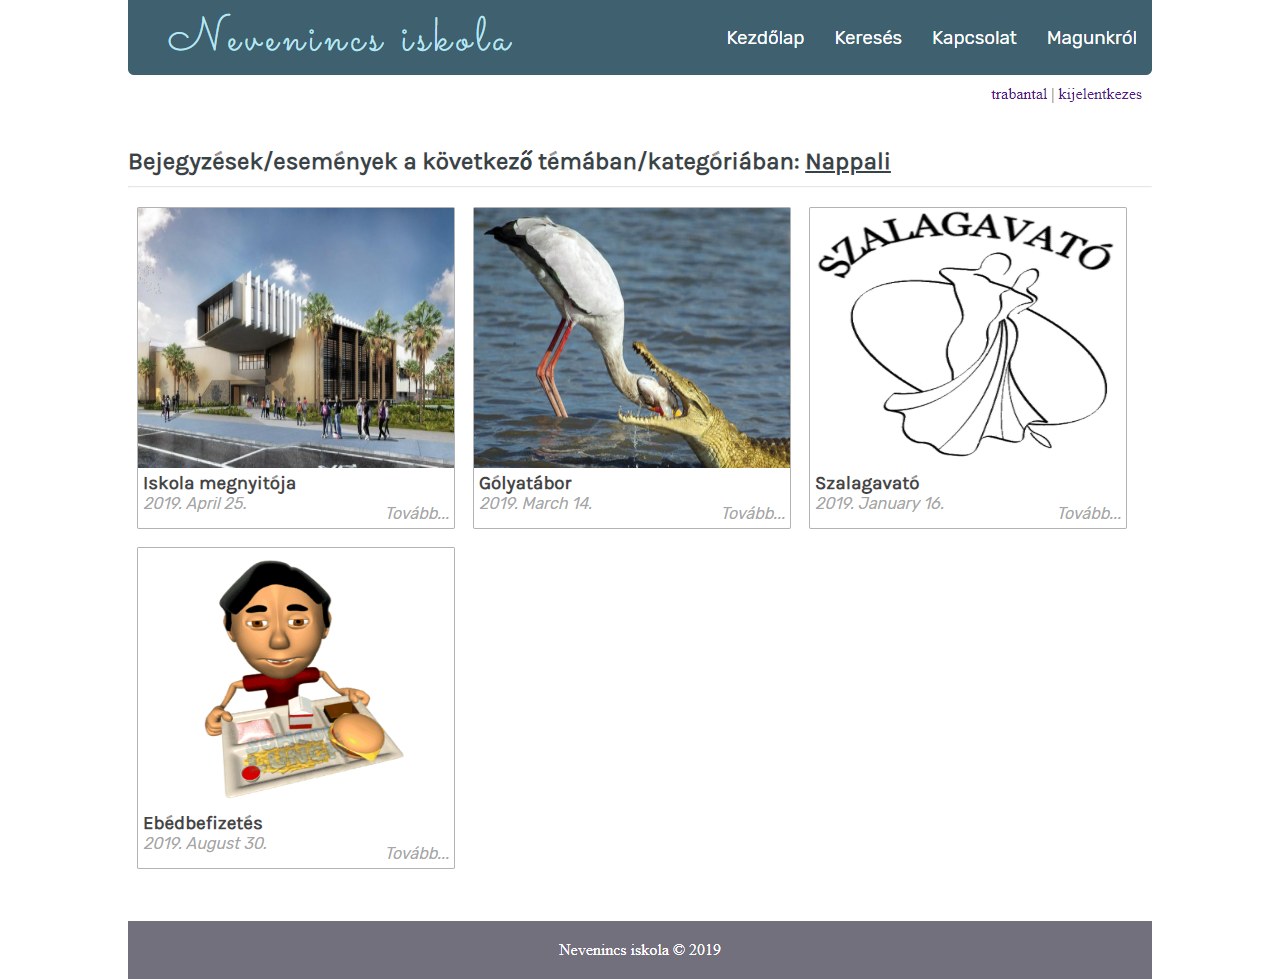 Nevenincs iskola
Kezdőlap Keresés Kapcsolat Magunkról
trabantal | kijelentkezes
Bejegyzések/események a következő témában/kategóriában: Nappali
SZALAGAVATÓ
Iskola megnyitója
2019. April 25.
Tovább...
Gólyatábor
2019. March 14.
Tovább...
Szalagavató
2019. January 16.
Tovább...
Ebédbefizetés
2019. August 30.
Tovább...
Nevenincs iskola © 2019